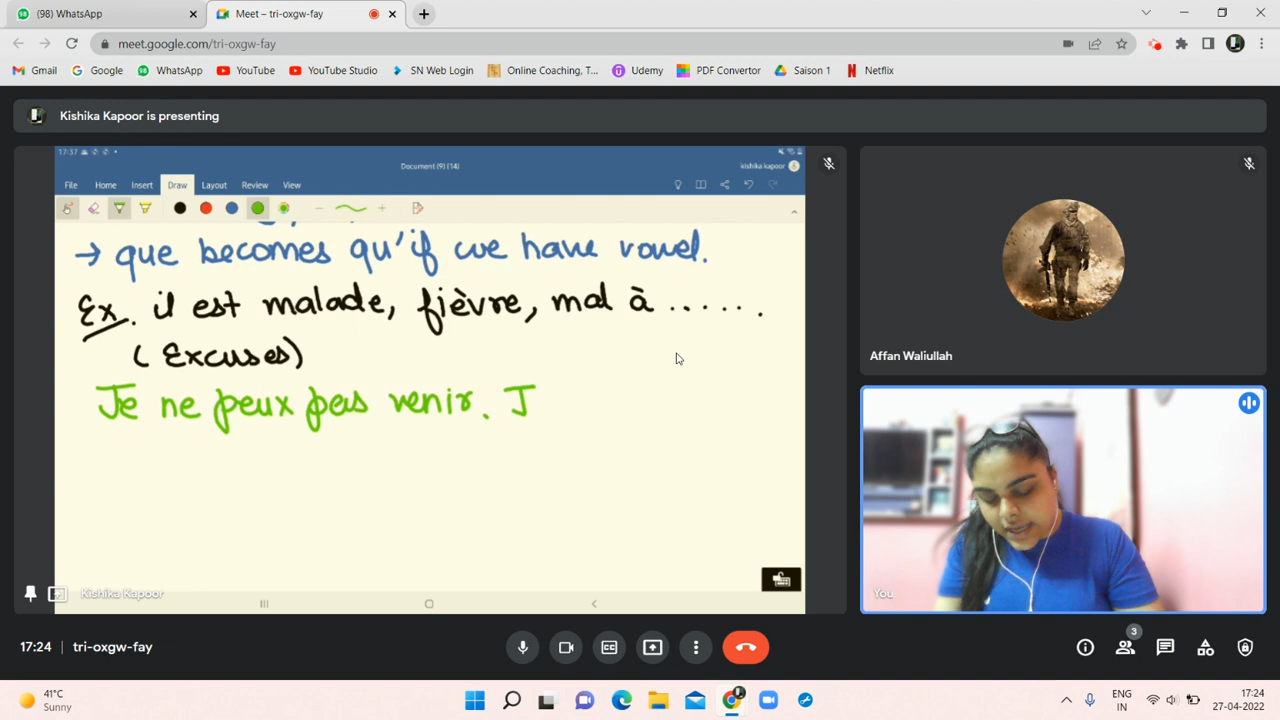 (98) WhatsApp
Meet – tri-oxgw-fay
meet.google.com/tri-oxgw-fay
Gmail
Google
WhatsApp
YouTube
YouTube Studio
SN Web Login
Online Coaching, T...
Udemy
PDF Convertor
Saison 1
Netflix
Kishika Kapoor is presenting
17:37
Document (9) (14)
kishika kapoor
File
Home
Insert
Draw
Layout
Review
View
→ que becomes qu'if we have vowel.
Ex. il est malade, fièvre, mal à ......
(Excuses)
Je ne peux pas venir. J
Kishika Kapoor
Affan Waliullah
You
17:24 | tri-oxgw-fay
3
41°C
Sunny
ENG
IN
17:24
27-04-2022